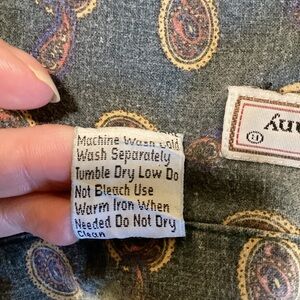 Machine Wash Cold
Wash Separately
Tumble Dry Low Do
Not Bleach Use
Warm Iron When
Needed Do Not Dry
Clean